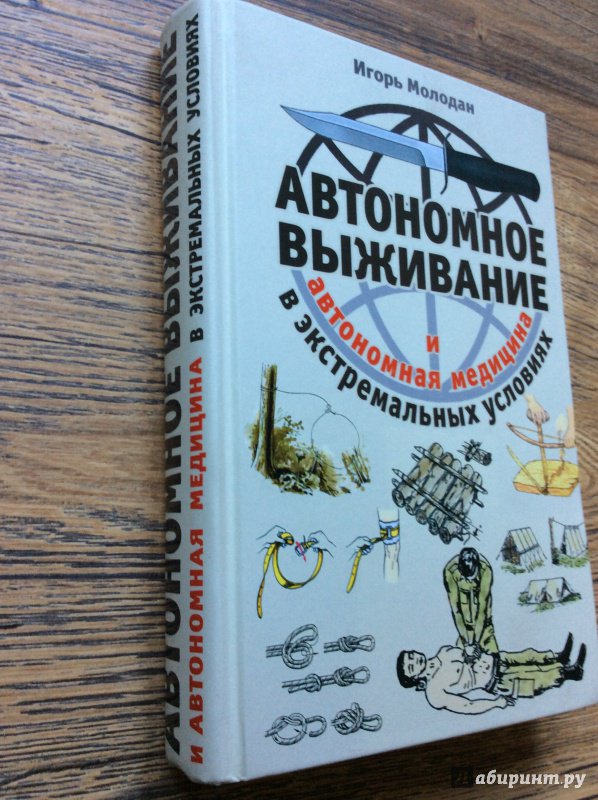 Игорь Молодан
АВТОНОМНОЕ
ВЫЖИВАНИЕ
и
автономная медицина
в экстремальных условиях
АВТОНОМНОЕ ВЫЖИВАНИЕ
и АВТОНОМНАЯ МЕДИЦИНА В ЭКСТРЕМАЛЬНЫХ УСЛОВИЯХ
Лабиринт.ру